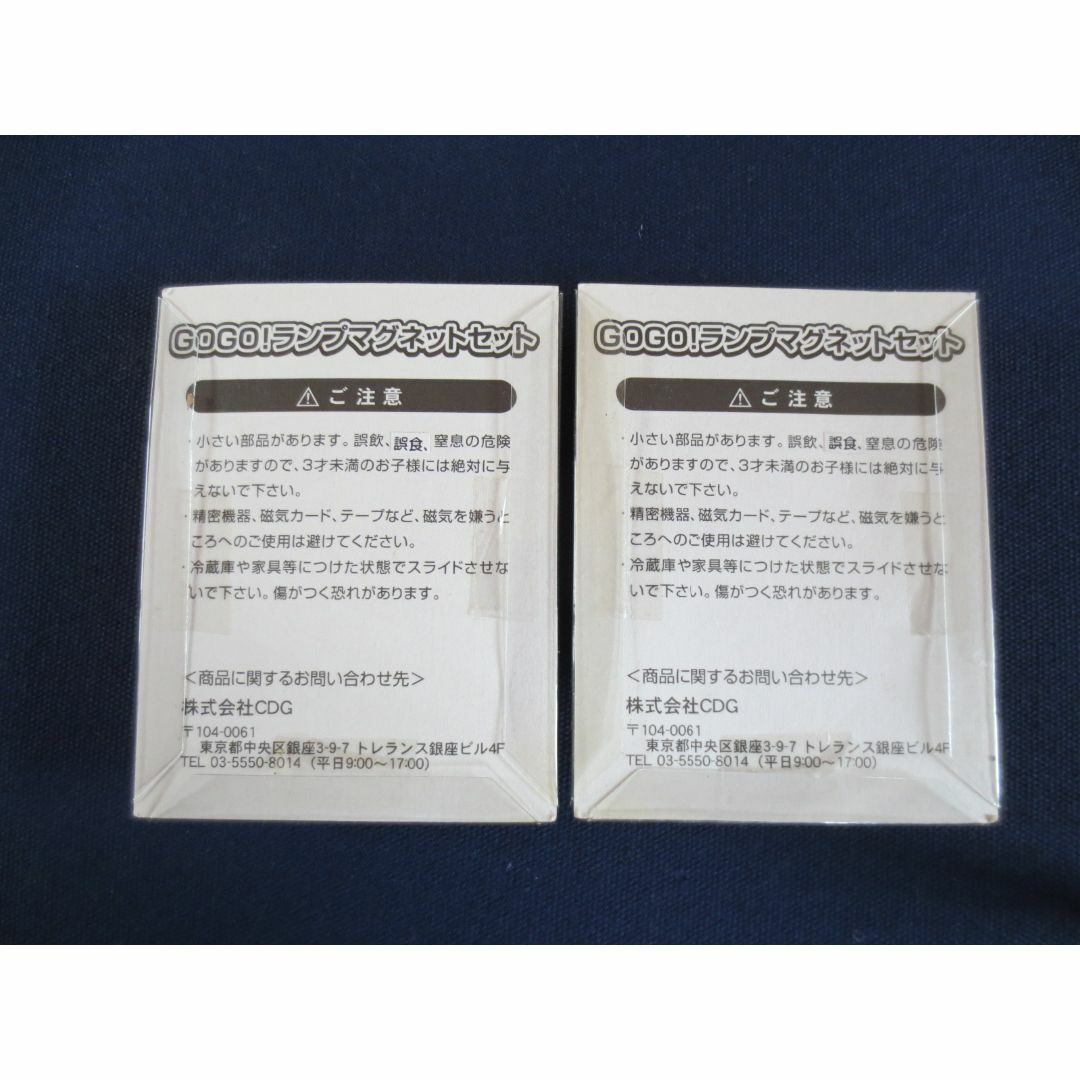 GOGO!ランプマグネットセット
⚠ ご注意
・小さい部品があります。誤飲、誤食、窒息の危険
がありますので、3才未満のお子様には絶対に与
えないで下さい。
・精密機器、磁気カード、テープなど、磁気を嫌うと
ころへのご使用は避けてください。
・冷蔵庫や家具等につけた状態でスライドさせな
いで下さい。傷がつく恐れがあります。
＜商品に関するお問い合わせ先＞
株式会社CDG
〒104-0061
東京都中央区銀座3-9-7 トレランス銀座ビル4F
TEL 03-5550-8014（平日9:00～17:00）
GOGO!ランプマグネットセット
⚠ ご注意
・小さい部品があります。誤飲、誤食、窒息の危険
がありますので、3才未満のお子様には絶対に与
えないで下さい。
・精密機器、磁気カード、テープなど、磁気を嫌うと
ころへのご使用は避けてください。
・冷蔵庫や家具等につけた状態でスライドさせな
いで下さい。傷がつく恐れがあります。
＜商品に関するお問い合わせ先＞
株式会社CDG
〒104-0061
東京都中央区銀座3-9-7 トレランス銀座ビル4F
TEL 03-5550-8014（平日9:00～17:00）